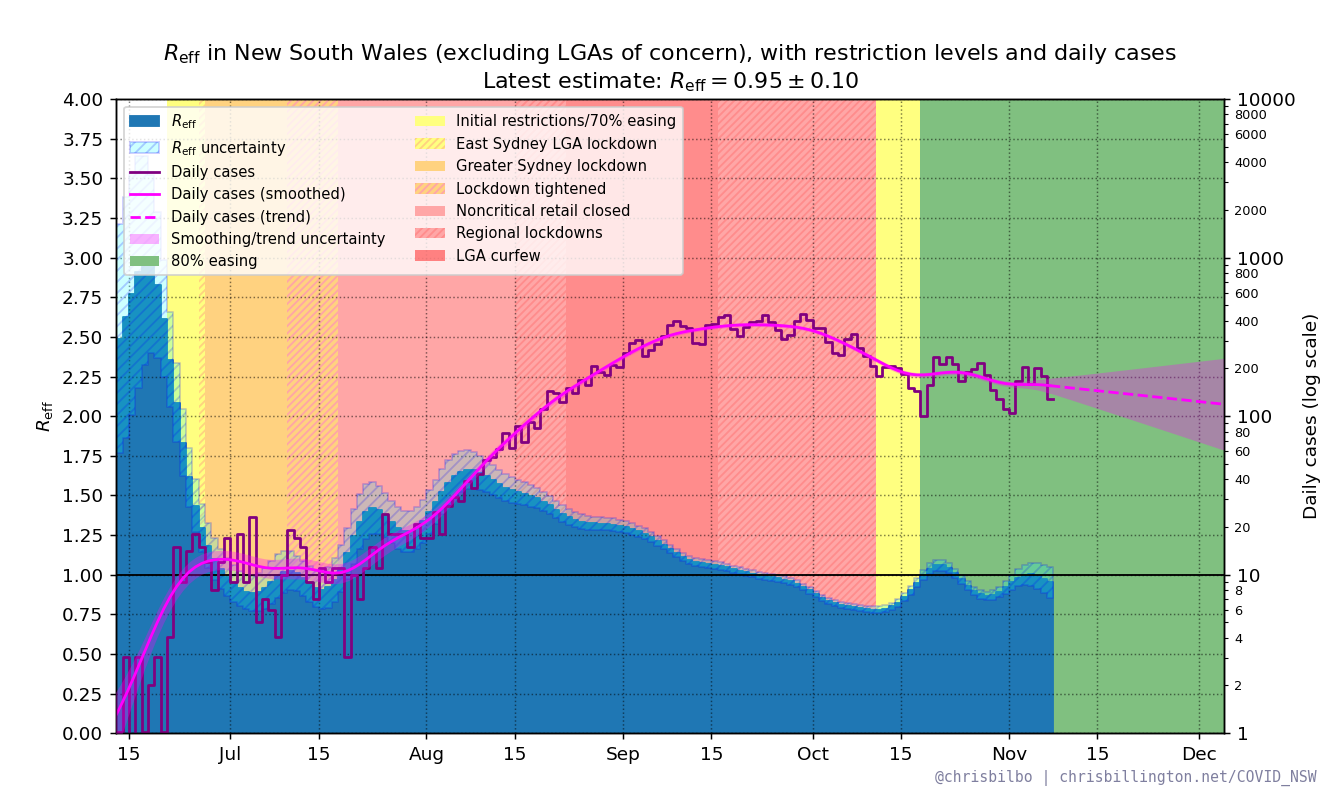 Reff in New South Wales (excluding LGAs of concern), with restriction levels and daily cases
Latest estimate: Reff = 0.95 ± 0.10
Reff
Reff uncertainty
Daily cases
Daily cases (smoothed)
Daily cases (trend)
Smoothing/trend uncertainty
80% easing
Initial restrictions/70% easing
East Sydney LGA lockdown
Greater Sydney lockdown
Lockdown tightened
Noncritical retail closed
Regional lockdowns
LGA curfew
4.00
3.75
3.50
3.25
3.00
2.75
2.50
2.25
2.00
1.75
1.50
1.25
1.00
0.75
0.50
0.25
0.00
Reff
10000
8000
6000
4000
2000
1000
800
600
400
200
100
80
60
40
20
10
8
6
4
2
1
Daily cases (log scale)
15 Jul 15 Aug 15 Sep 15 Oct 15 Nov 15 Dec
@chrisbilbo | chrisbillington.net/COVID_NSW